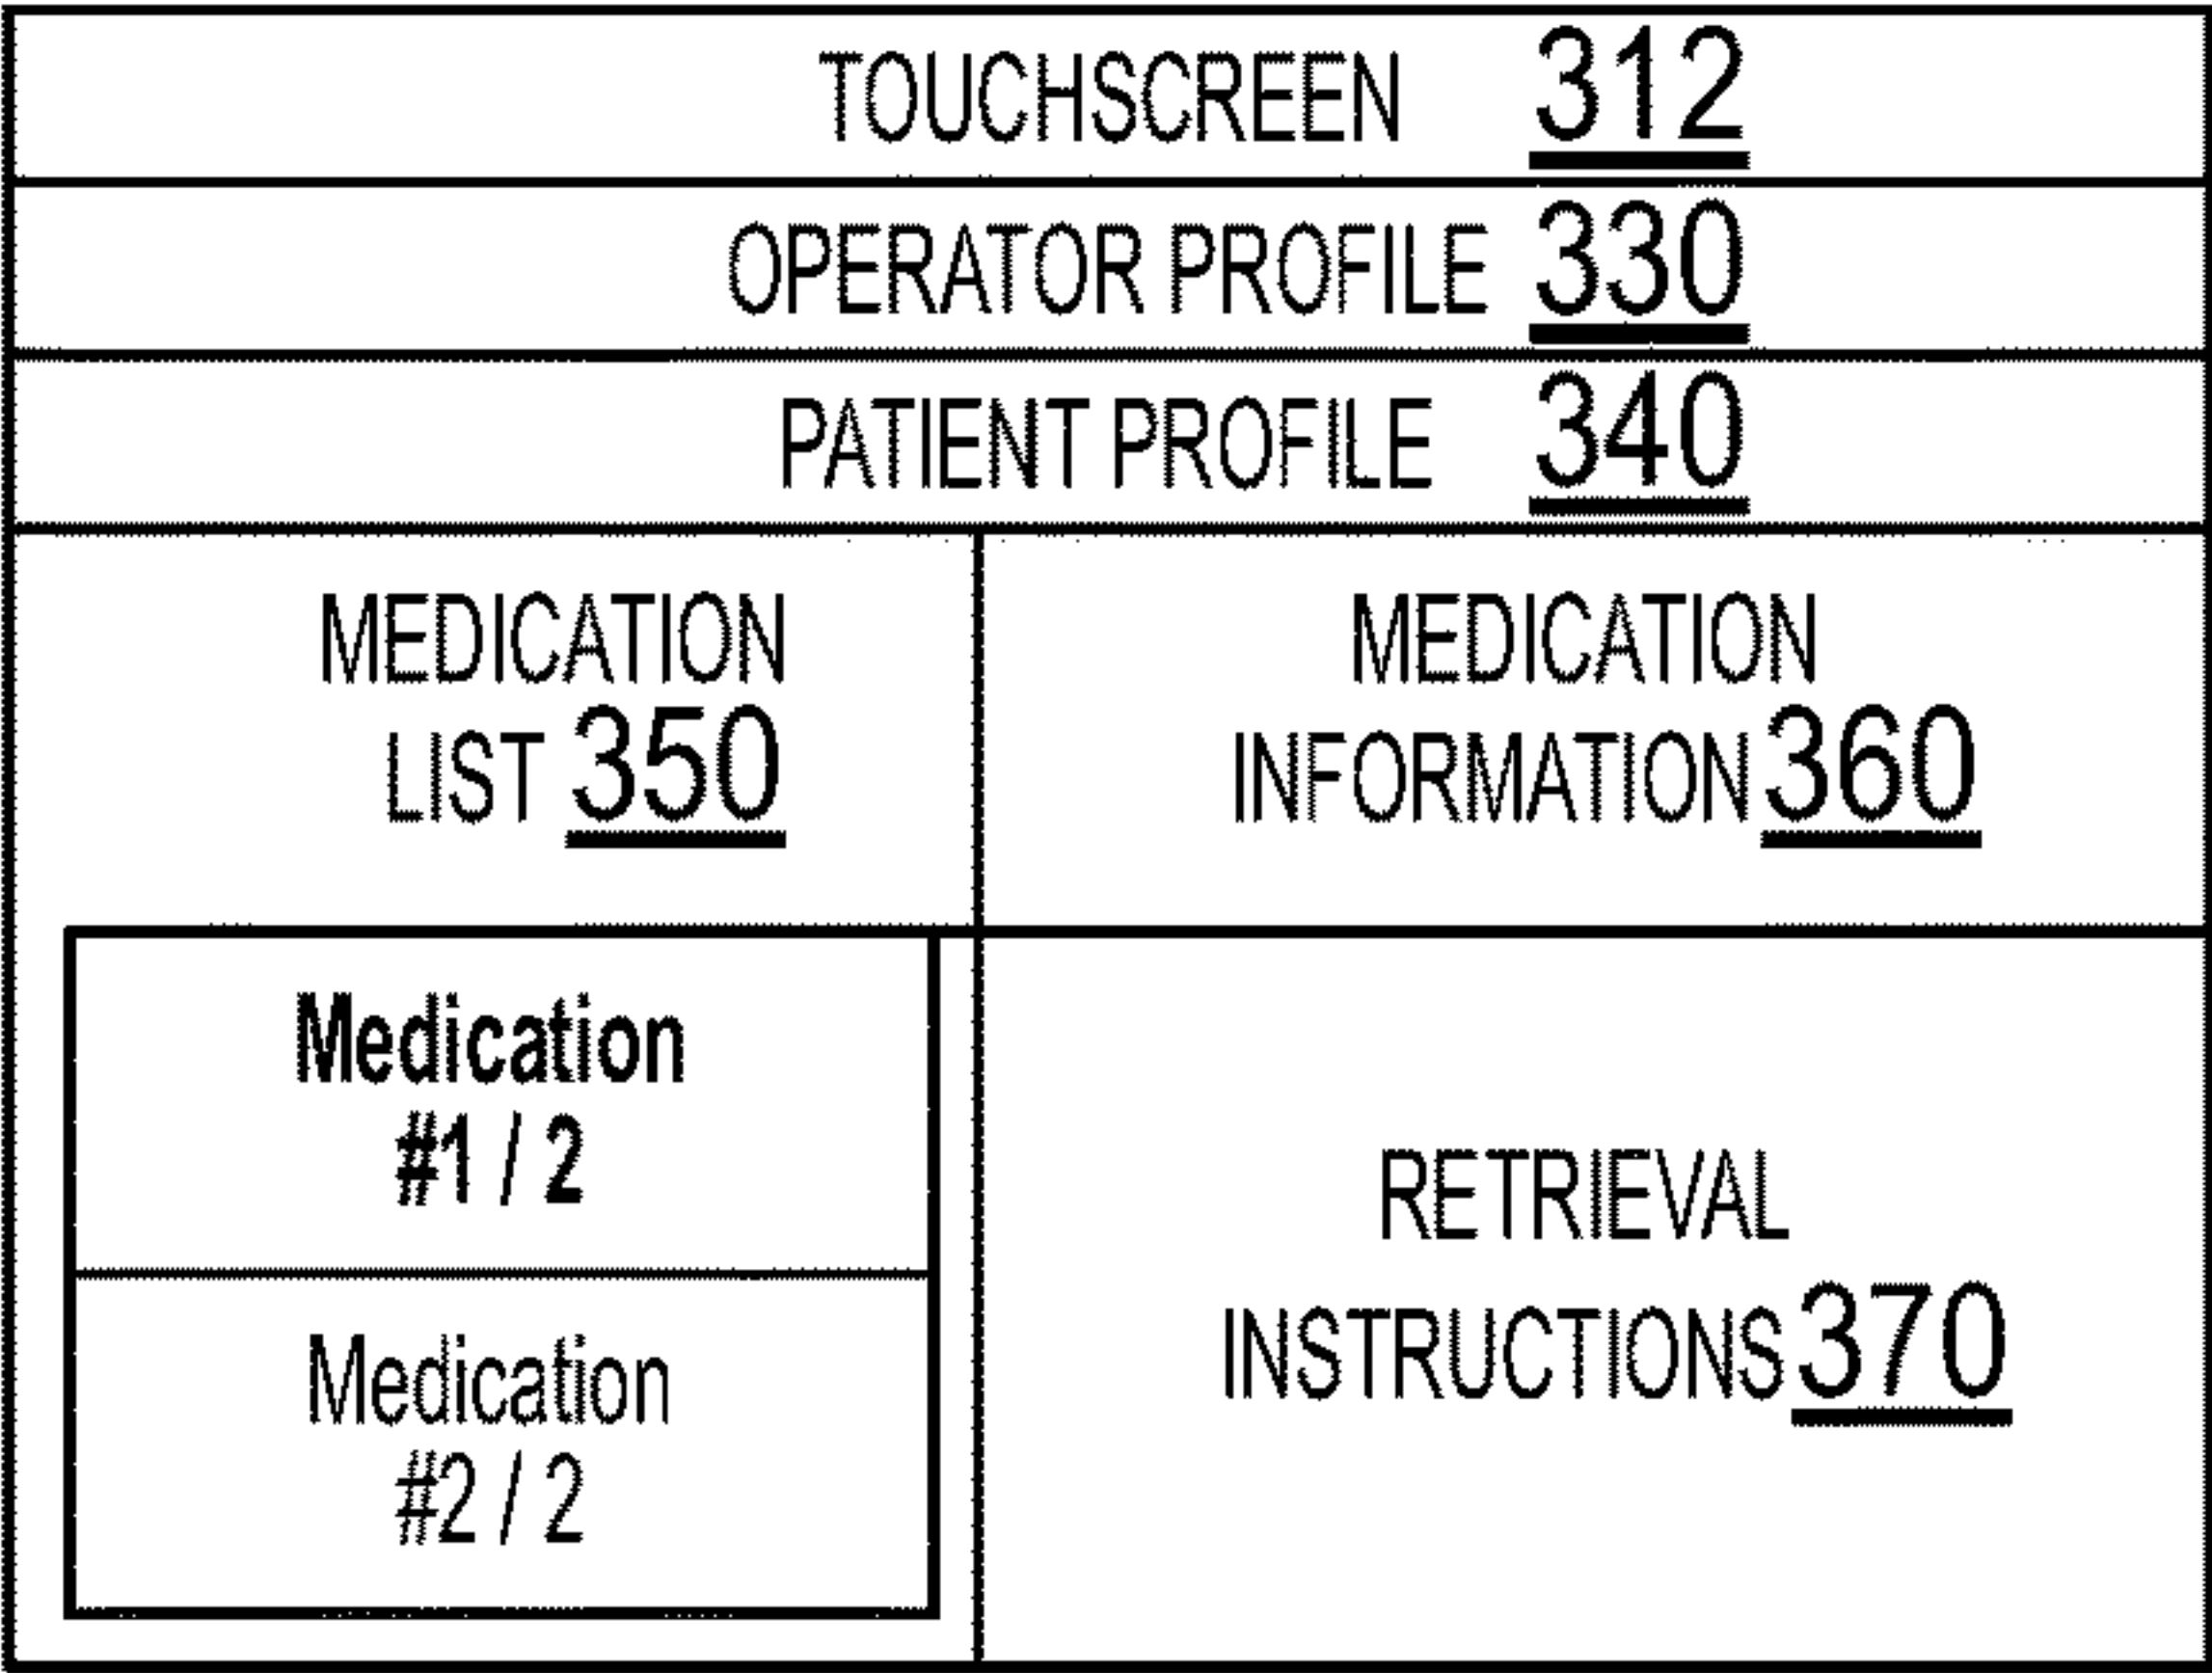 TOUCHSCREEN 312
OPERATOR PROFILE 330
PATIENT PROFILE 340
MEDICATION
LIST 350
Medication
#1 / 2
Medication
#2 / 2
MEDICATION
INFORMATION 360
RETRIEVAL
INSTRUCTIONS 370